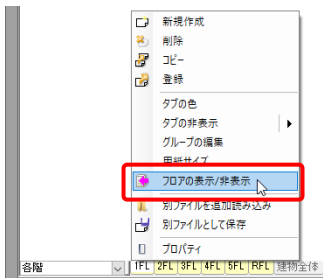 新規作成
削除
コピー
登録
タブの色
タブの非表示
グループの編集
用紙サイズ
フロアの表示/非表示
別ファイルを追加読み込み
別ファイルとして保存
プロパティ
各階 1FL 2FL 3FL 4FL 5FL RFL 建物全体